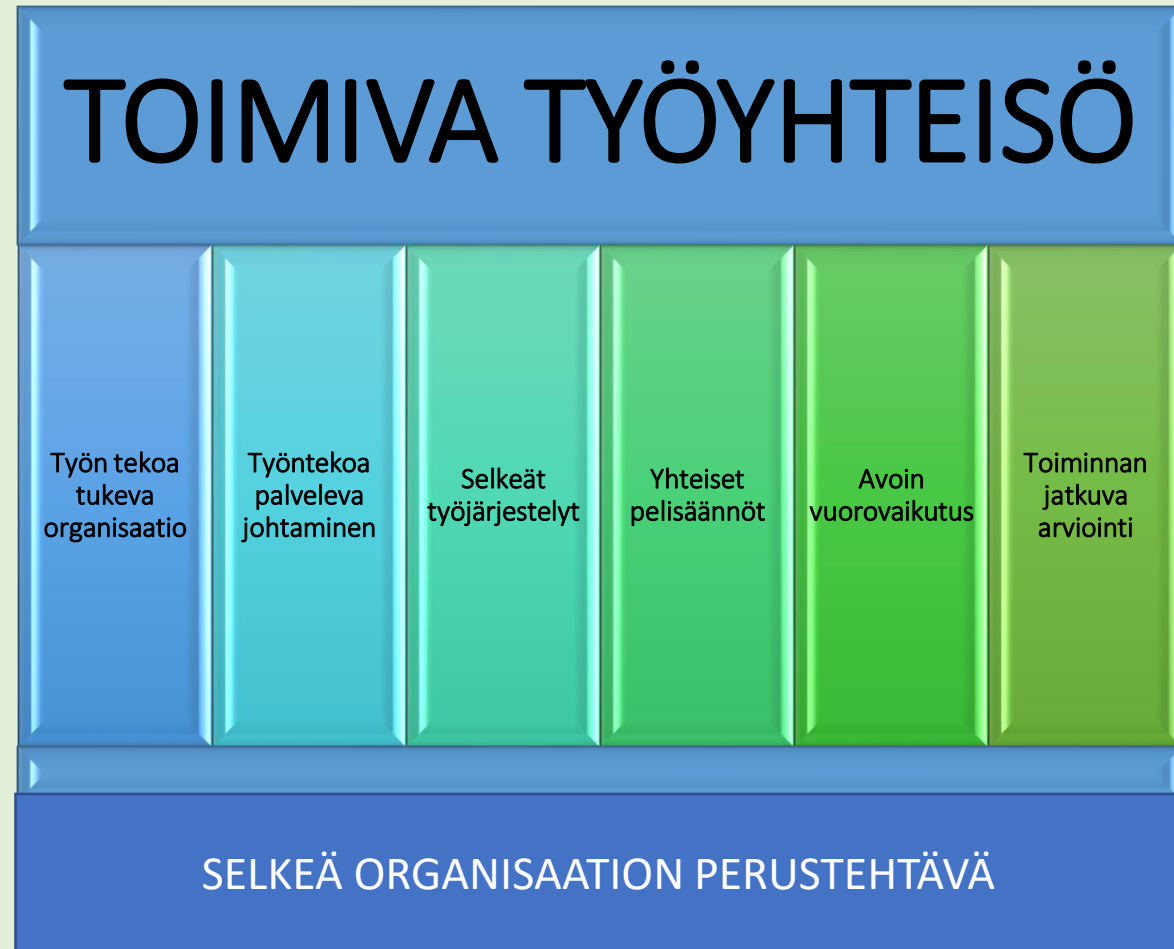 TOIMIVA TYÖYHTEISÖ
Työn tekoa
tukeva
organisaatio
Työntekoa
palveleva
johtaminen
Selkeät
työjärjestelyt
Yhteiset
pelisäännöt
Avoin
vuorovaikutus
Toiminnan
jatkuva
arviointi
SELKEÄ ORGANISAATION PERUSTEHTÄVÄ